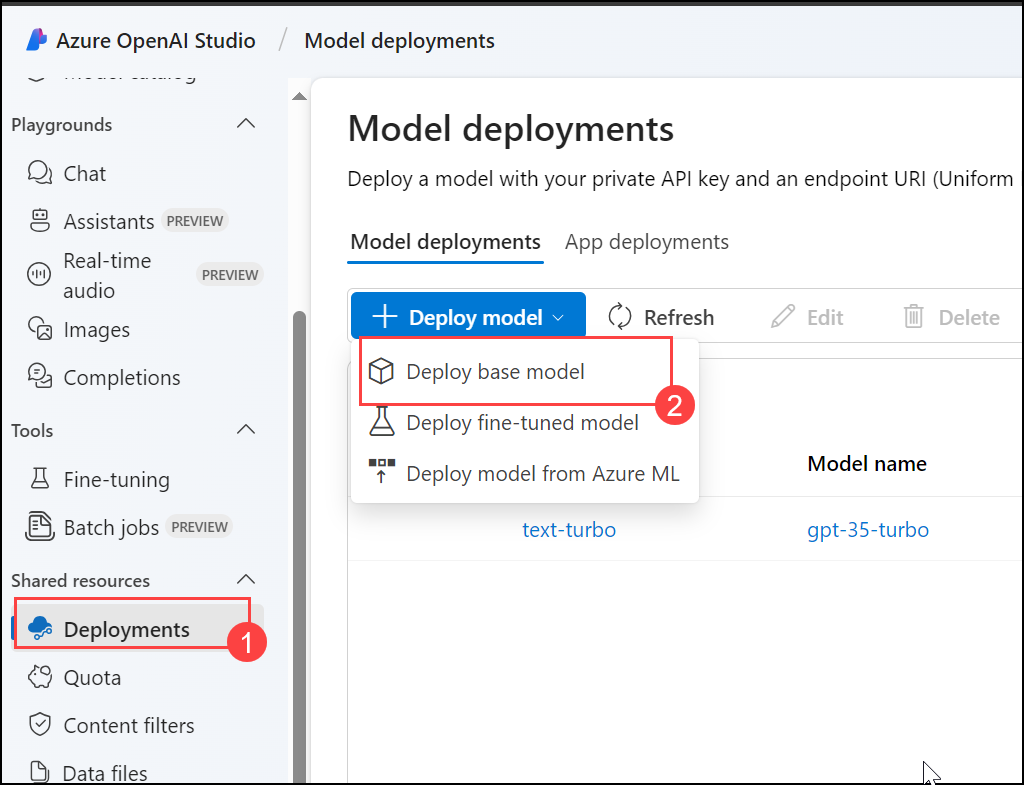 Azure OpenAI Studio / Model deployments
Model catalog
Playgrounds
Chat
Assistants PREVIEW
Real-time
audio PREVIEW
Images
Completions
Tools
Fine-tuning
Batch jobs PREVIEW
Shared resources
Deployments
1
Quota
Content filters
Data files
Model deployments
Deploy a model with your private API key and an endpoint URI (Uniform
Model deployments App deployments
Deploy model Refresh Edit Delete
Deploy base model
2
Deploy fine-tuned model
Deploy model from Azure ML
Model name
text-turbo gpt-35-turbo